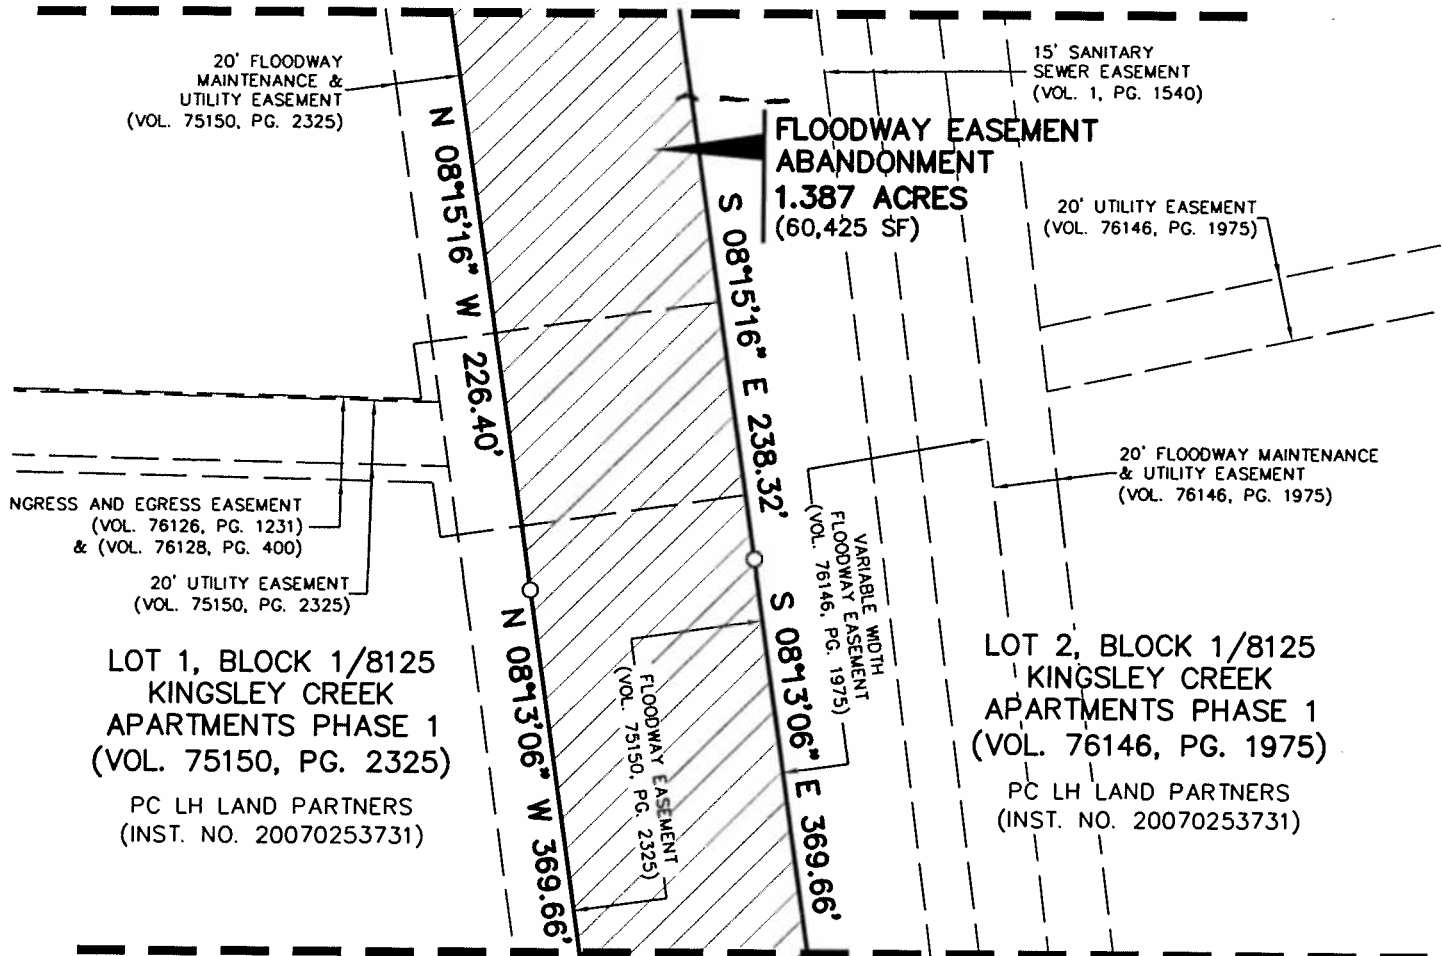 20' FLOODWAY
MAINTENANCE &
UTILITY EASEMENT
(VOL. 75150, PG. 2325)
15' SANITARY
SEWER EASEMENT
(VOL. 1, PG. 1540)
FLOODWAY EASEMENT
ABANDONMENT
1.387 ACRES
(60,425 SF)
20' UTILITY EASEMENT
(VOL. 76146, PG. 1975)
N 08°15'16" W 226.40'
S 08°15'16" E 238.32'
20' FLOODWAY MAINTENANCE
& UTILITY EASEMENT
(VOL. 76146, PG. 1975)
NGRESS AND EGRESS EASEMENT
(VOL. 76126, PG. 1231)
& (VOL. 76128, PG. 400)
20' UTILITY EASEMENT
(VOL. 75150, PG. 2325)
VARIABLE WIDTH
FLOODWAY EASEMENT
(VOL. 76146, PG. 1975)
N 08°13'06" W 369.66'
S 08°13'06" E 369.66'
FLOODWAY EASEMENT
(VOL. 75150, PG. 2325)
LOT 1, BLOCK 1/8125
KINGSLEY CREEK
APARTMENTS PHASE 1
(VOL. 75150, PG. 2325)
PC LH LAND PARTNERS
(INST. NO. 20070253731)
LOT 2, BLOCK 1/8125
KINGSLEY CREEK
APARTMENTS PHASE 1
(VOL. 76146, PG. 1975)
PC LH LAND PARTNERS
(INST. NO. 20070253731)